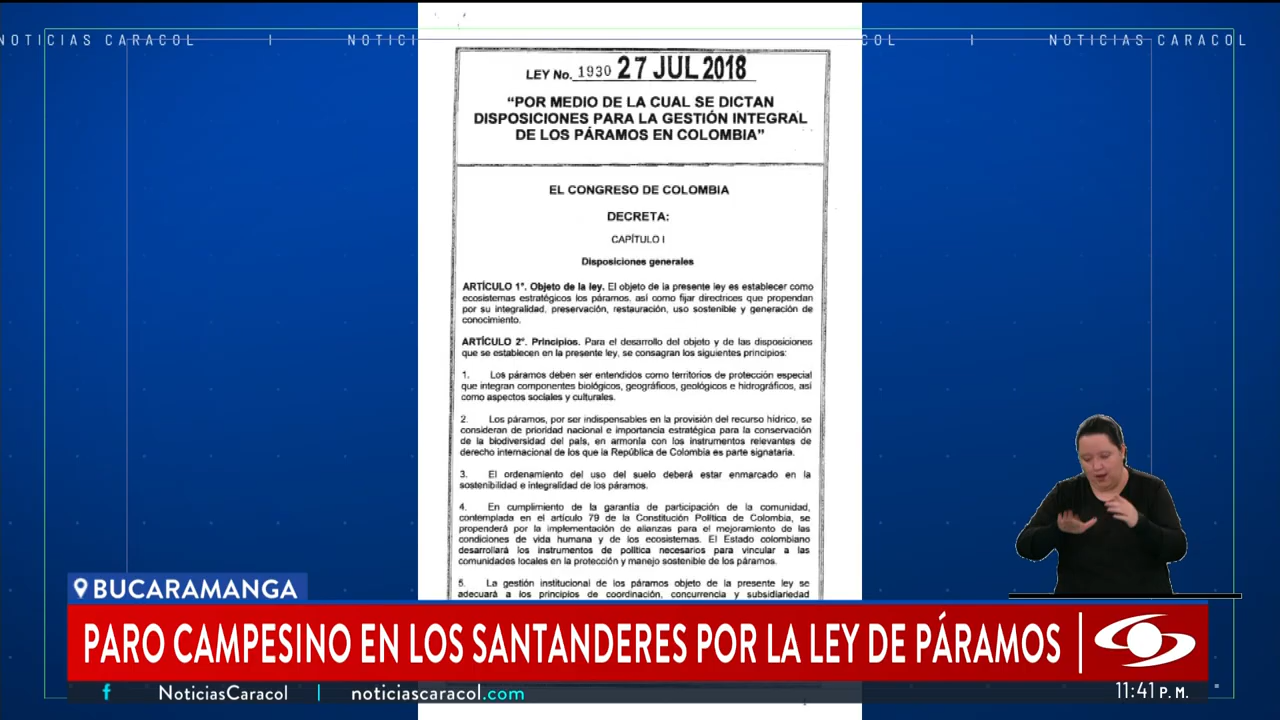 NOTICIAS CARACOL
NOTICI
COL
NOTICIAS CARACOL
LEY No. 1930 27 JUL 2018
“POR MEDIO DE LA CUAL SE DICTAN
DISPOSICIONES PARA LA GESTIÓN INTEGRAL
DE LOS PÁRAMOS EN COLOMBIA”
EL CONGRESO DE COLOMBIA
DECRETA:
CAPÍTULO I
Disposiciones generales
ARTÍCULO 1°. Objeto de la ley. El objeto de la presente ley es establecer como
ecosistemas estratégicos los páramos, así como fijar directrices que propendan
por su integralidad, preservación, restauración, uso sostenible y generación de
conocimiento.
ARTÍCULO 2°. Principios. Para el desarrollo del objeto y de las disposiciones
que se establecen en la presente ley, se consagran los siguientes principios:
1. Los páramos deben ser entendidos como territorios de protección especial
que integran componentes biológicos, geográficos, geológicos e hidrográficos, así
como aspectos sociales y culturales.
2. Los páramos, por ser indispensables en la provisión del recurso hídrico, se
consideran de prioridad nacional e importancia estratégica para la conservación
de la biodiversidad del país, en armonía con los instrumentos relevantes de
derecho internacional de los que la República de Colombia es parte signataria.
3. El ordenamiento del uso del suelo deberá estar enmarcado en la
sostenibilidad e integralidad de los páramos.
4. En cumplimiento de la garantía de participación de la comunidad,
contemplada en el artículo 79 de la Constitución Política de Colombia, se
propenderá por la implementación de alianzas para el mejoramiento de las
condiciones de vida humana y de los ecosistemas. El Estado colombiano
desarrollará los instrumentos de política necesarios para vincular a las
comunidades locales en la protección y manejo sostenible de los páramos.
5. La gestión institucional de los páramos objeto de la presente ley se
adecuará a los principios de coordinación, concurrencia y subsidiariedad
BUCARAMANGA
PARO CAMPESINO EN LOS SANTANDERES POR LA LEY DE PÁRAMOS
NoticiasCaracol
noticiascaracol.com
11:41 P. M.